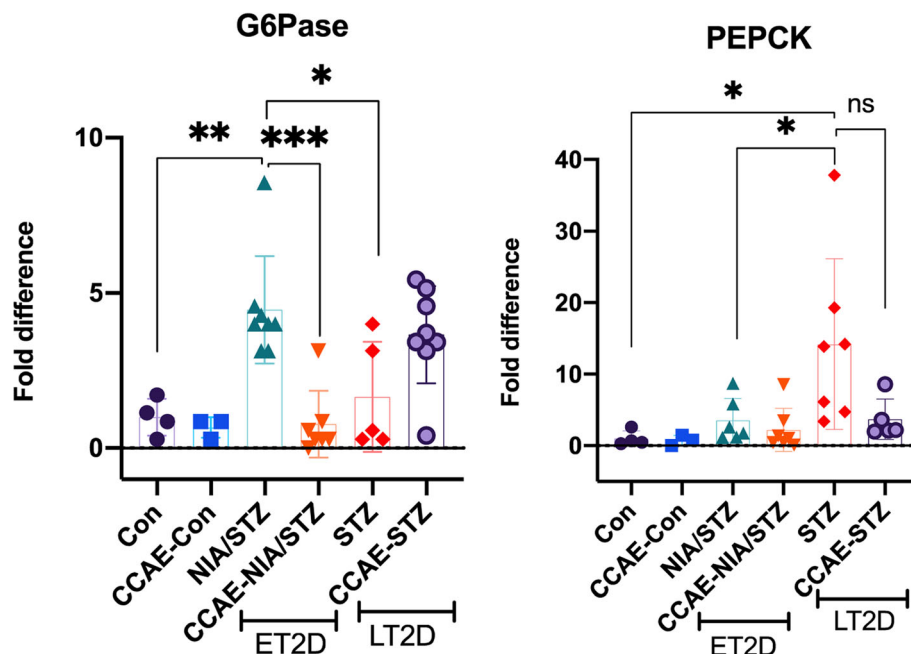 G6Pase
*
** ***
Fold difference
10
5
0
Con
CCAE-Con
NIA/STZ
CCAE-NIA/STZ
STZ
CCAE-STZ
ET2D
LT2D
PEPCK
*
ns
*
Fold difference
40
30
20
10
0
Con
CCAE-Con
NIA/STZ
CCAE-NIA/STZ
STZ
CCAE-STZ
ET2D
LT2D